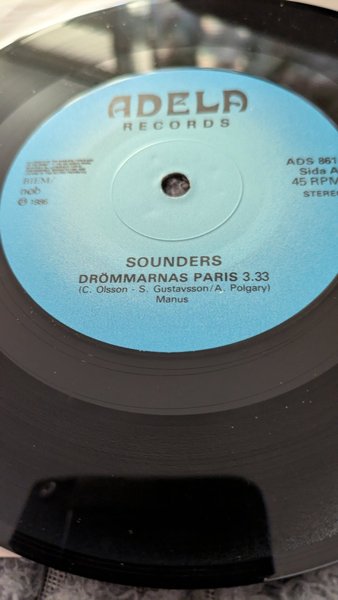 ADELA
RECORDS
ADS 861
Sida A
45 RPM
STEREO
BIEM/
nob
Ⓟ 1986
SOUNDERS
DRÖMMARNAS PARIS 3.33
(C. Olsson - S. Gustavsson/A. Polgary)
Manus